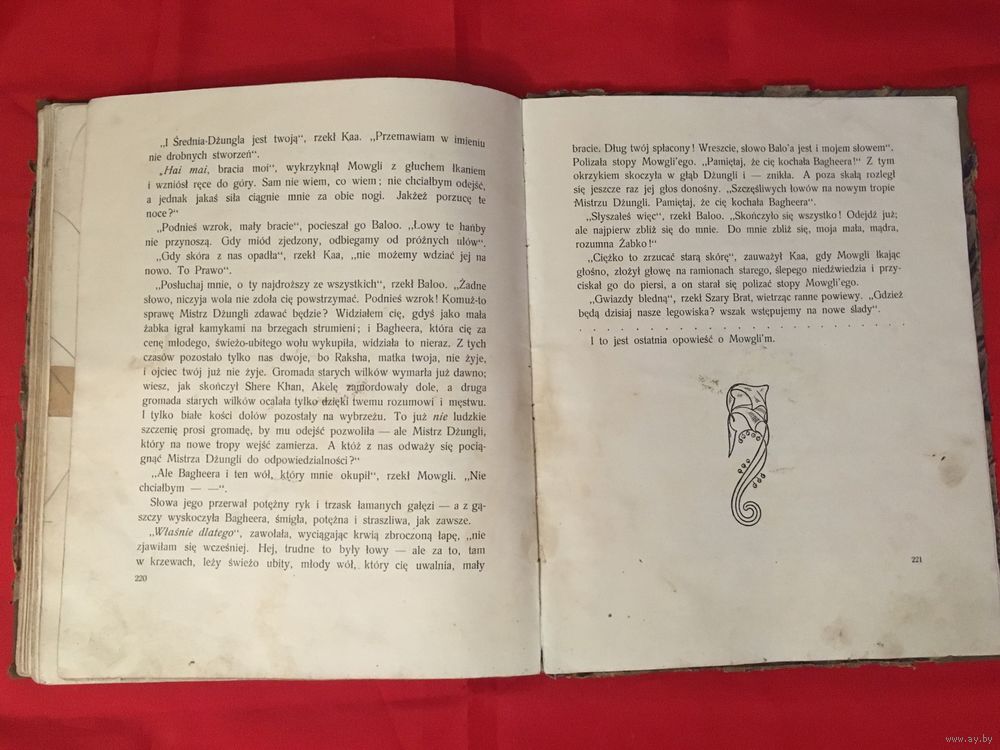 „I Średnia-Dżungla jest twoją“, rzekł Kaa. „Przemawiam w imieniu
nie drobnych stworzeń“.
„Hai mai, bracia moi“, wykrzyknął Mowgli z głuchem łkaniem
i wzniósł ręce do góry. Sam nie wiem, co wiem; nie chciałbym odejść,
a jednak jakaś siła ciągnie mnie za obie nogi. Jakżeż porzucę te
noce?“
„Podnieś wzrok, mały bracie“, pocieszał go Baloo. „Łowy te hańby
nie przynoszą. Gdy miód zjedzony, odbiegamy od próżnych ulów“.
„Gdy skóra z nas opadła“, rzekł Kaa, „nie możemy wdziać jej na
nowo. To Prawo“.
„Posłuchaj mnie, o ty najdroższy ze wszystkich“, rzekł Baloo. „Żadne
słowo, niczyja wola nie zdoła cię powstrzymać. Podnieś wzrok! Komuż-to
sprawę Mistrz Dżungli zdawać będzie? Widziałem cię, gdyś jako mała
żabka igrał kamykami na brzegach strumieni; i Bagheera, która cię za
cenę młodego, świeżo-ubitego wołu wykupiła, widziała to nieraz. Z tych
czasów pozostało tylko nas dwoje, bo Raksha, matka twoja, nie żyje,
i ojciec twój już nie żyje. Gromada starych wilków wymarła już dawno;
wiesz, jak skończył Shere Khan, Akelę zamordowały dole, a druga
gromada starych wilków ocalała tylko dzięki twemu rozumowi i męstwu.
I tylko białe kości dolów pozostały na wybrzeżu. To już nie ludzkie
szczenię prosi gromadę, by mu odejść pozwoliła — ale Mistrz Dżungli,
który na nowe tropy wejść zamierza. A któż z nas odważy się pocią-
gnąć Mistrza Dżungli do odpowiedzialności?“
„Ale Bagheera i ten wół, który mnie okupił“, rzekł Mowgli. „Nie
chciałbym — —“.
Słowa jego przerwał potężny ryk i trzask łamanych gałęzi — a z gą-
szczy wyskoczyła Bagheera, śmigła, potężna i straszliwa, jak zawsze.
„Właśnie dlatego“, zawołała, wyciągając krwią zbroczoną łapę, „nie
zjawiłam się wcześniej. Hej, trudne to były łowy — ale za to, tam
w krzewach, leży świeżo ubity, młody wół, który cię uwalnia, mały
220
bracie. Dług twój spłacony! Wreszcie, słowo Balo'a jest i mojem słowem“.
Polizała stopy Mowgli'ego. „Pamiętaj, że cię kochała Bagheera!“ Z tym
okrzykiem skoczyła w głąb Dżungli i — znikła. A poza skałą rozległ
się jeszcze raz jej głos donośny. „Szczęśliwych łowów na nowym tropie
Mistrzu Dżungli. Pamiętaj, że cię kochała Bagheera“.
„Słyszałeś więc“, rzekł Baloo. „Skończyło się wszystko! Odejdź już;
ale najpierw zbliż się do mnie. Do mnie zbliż się, moja mała, mądra,
rozumna Żabko!“
„Ciężko to zrzucać starą skórę“, zauważył Kaa, gdy Mowgli łkając
głośno, złożył głowę na ramionach starego, ślepego niedźwiedzia i przy-
ciskał go do piersi, a on starał się polizać stopy Mowgli'ego.
„Gwiazdy bledną“, rzekł Szary Brat, wietrząc ranne powiewy. „Gdzież
będą dzisiaj nasze legowiska? wszak wstępujemy na nowe ślady“.
. . . . . . . . . . . . . . . . . . . . . . . .
I to jest ostatnia opowieść o Mowgli'm.
221
www.ay.by